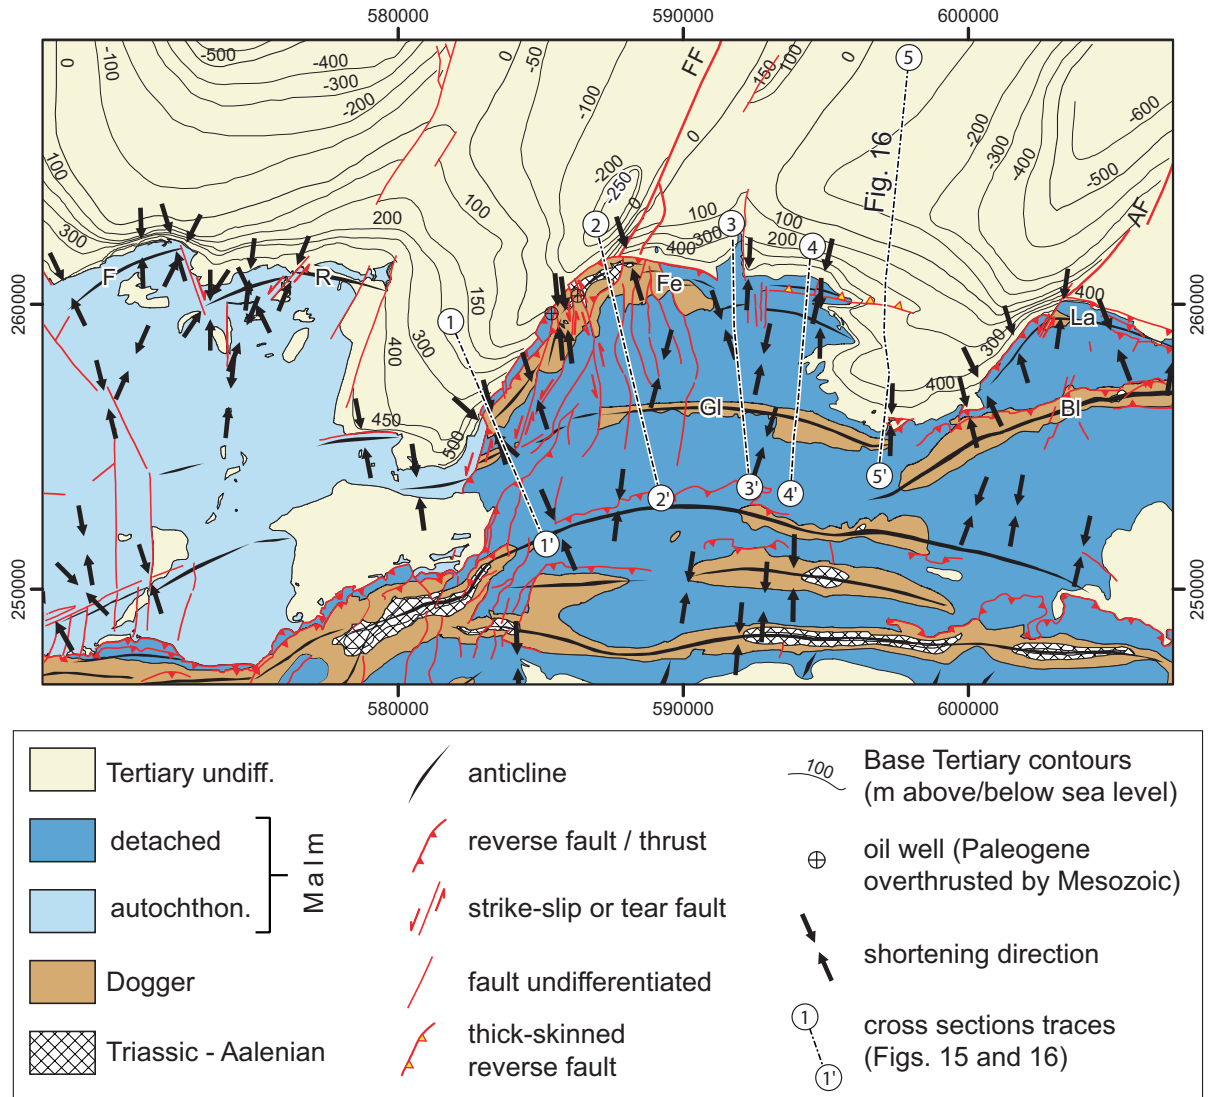 580000 590000 600000
0 -100 -500 -400 -300 -200 0 -50 -100 0 FF 150 100 0 5 -600
-200 -300 -400 -500
100 200 100 -200 -250 0 Fig. 16 AF
300 2 100 3 100 200 4
400 300
F R Fe 400 La
260000 260000
1 150 300 400 300
400
450 500 Gl Bl
5'
2' 3' 4'
1'
250000 250000
580000 590000 600000
Tertiary undiff.
detached
autochthon.
Malm
Dogger
Triassic - Aalenian
anticline
reverse fault / thrust
strike-slip or tear fault
fault undifferentiated
thick-skinned
reverse fault
100
Base Tertiary contours
(m above/below sea level)
oil well (Paleogene
overthrusted by Mesozoic)
shortening direction
1
1'
cross sections traces
(Figs. 15 and 16)